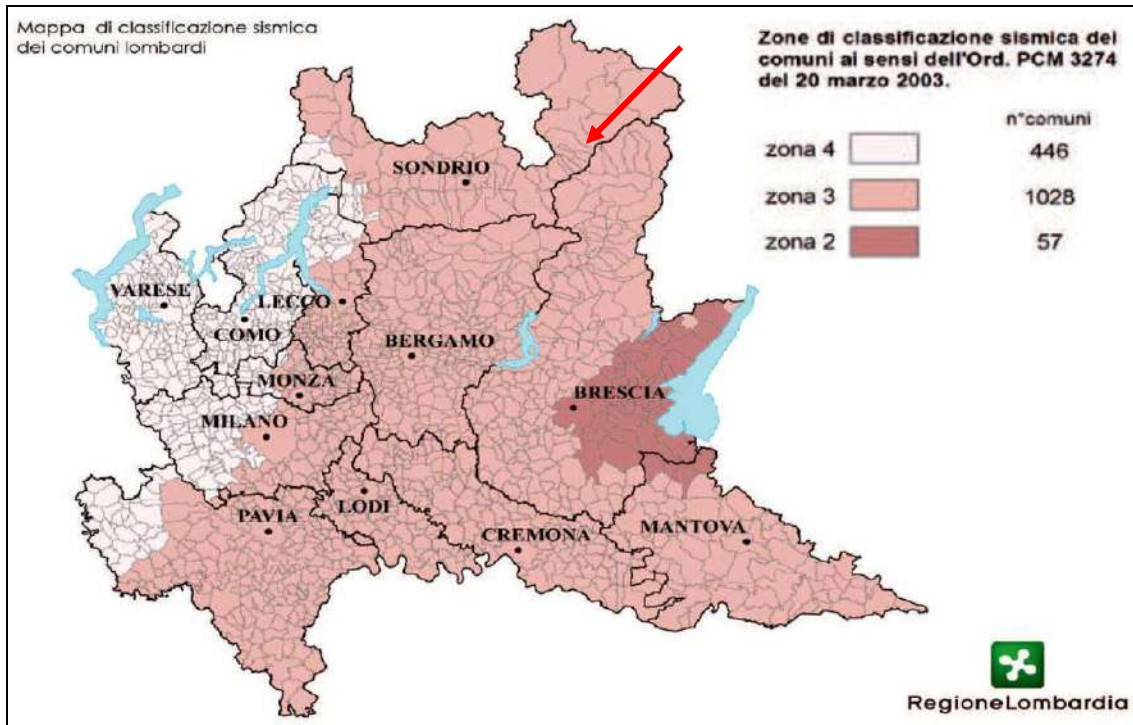 Mappa di classificazione sismica
dei comuni lombardi
Zone di classificazione sismica dei
comuni ai sensi dell'Ord. PCM 3274
del 20 marzo 2003.
n°comuni
zona 4 446
zona 3 1028
zona 2 57
SONDRIO
VARESE
LECCO
COMO
BERGAMO
MONZA
BRESCIA
MILANO
LODI
PAVIA
CREMONA
MANTOVA
RegioneLombardia